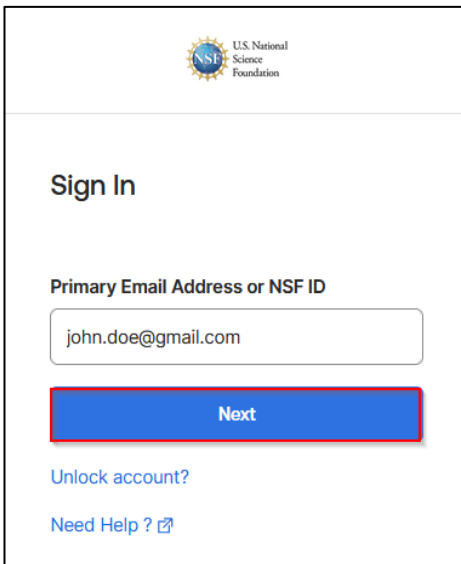 NSF
U.S. National
Science
Foundation
Sign In
Primary Email Address or NSF ID
john.doe@gmail.com
Next
Unlock account?
Need Help ?